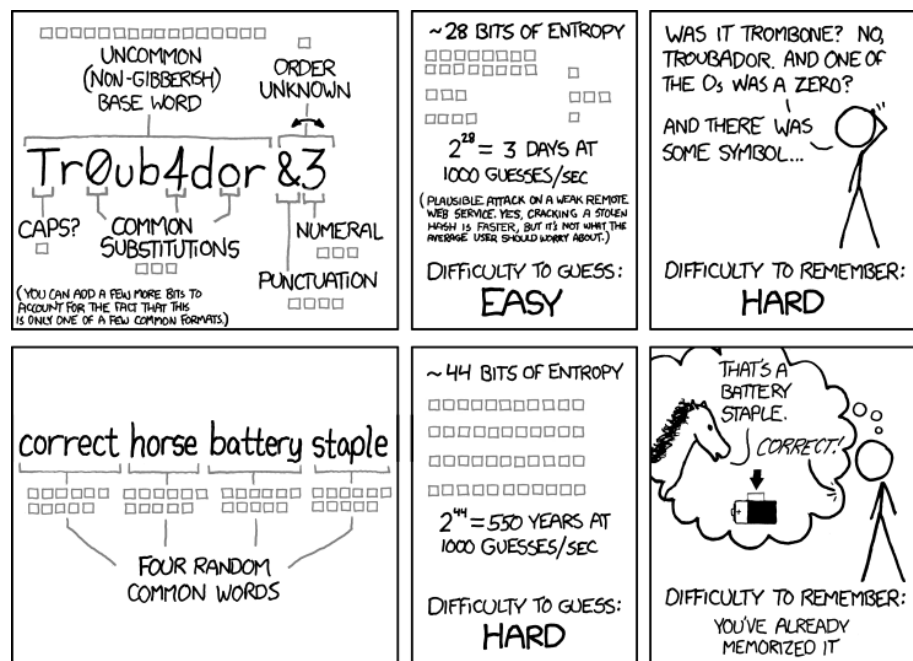 UNCOMMON
(NON-GIBBERISH)
BASE WORD
ORDER
UNKNOWN
Tr0ub4dor &3
CAPS?
COMMON
SUBSTITUTIONS
NUMERAL
PUNCTUATION
(YOU CAN ADD A FEW MORE BITS TO
ACCOUNT FOR THE FACT THAT THIS
IS ONLY ONE OF A FEW COMMON FORMATS.)
~28 BITS OF ENTROPY
2^28 = 3 DAYS AT
1000 GUESSES/SEC
(PLAUSIBLE ATTACK ON A WEAK REMOTE
WEB SERVICE. YES, CRACKING A STOLEN
HASH IS FASTER, BUT IT'S NOT WHAT THE
AVERAGE USER SHOULD WORRY ABOUT.)
DIFFICULTY TO GUESS:
EASY
WAS IT TROMBONE? NO,
TROUBADOR. AND ONE OF
THE Os WAS A ZERO?
AND THERE WAS
SOME SYMBOL...
DIFFICULTY TO REMEMBER:
HARD
correct horse battery staple
FOUR RANDOM
COMMON WORDS
~44 BITS OF ENTROPY
2^44 = 550 YEARS AT
1000 GUESSES/SEC
DIFFICULTY TO GUESS:
HARD
THAT'S A
BATTERY
STAPLE.
CORRECT!
DIFFICULTY TO REMEMBER:
YOU'VE ALREADY
MEMORIZED IT